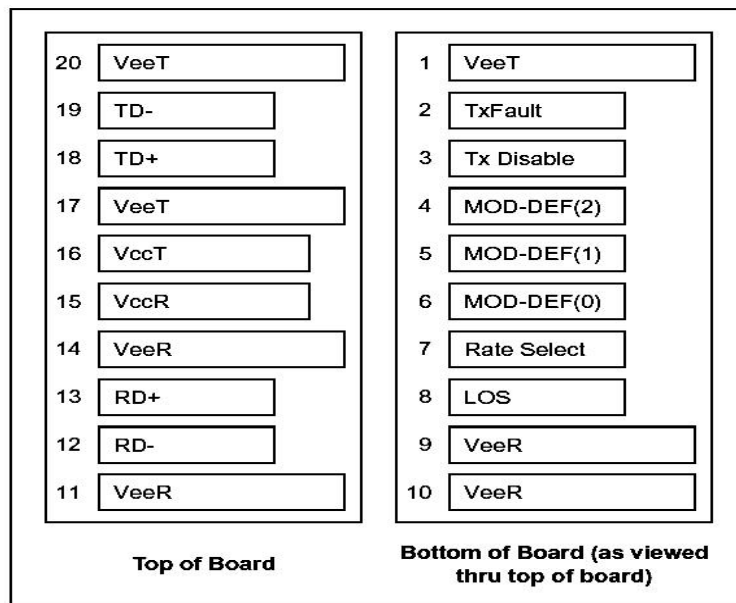 20 VeeT
19 TD-
18 TD+
17 VeeT
16 VccT
15 VccR
14 VeeR
13 RD+
12 RD-
11 VeeR
Top of Board
1 VeeT
2 TxFault
3 Tx Disable
4 MOD-DEF(2)
5 MOD-DEF(1)
6 MOD-DEF(0)
7 Rate Select
8 LOS
9 VeeR
10 VeeR
Bottom of Board (as viewed
thru top of board)